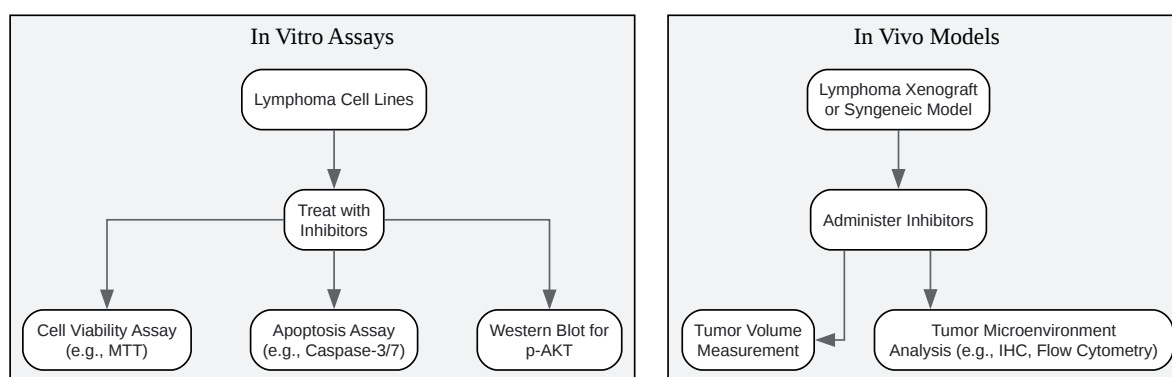 In Vitro Assays
Lymphoma Cell Lines
Treat with
Inhibitors
Cell Viability Assay
(e.g., MTT)
Apoptosis Assay
(e.g., Caspase-3/7)
Western Blot for
p-AKT
In Vivo Models
Lymphoma Xenograft
or Syngeneic Model
Administer Inhibitors
Tumor Volume
Measurement
Tumor Microenvironment
Analysis (e.g., IHC, Flow Cytometry)